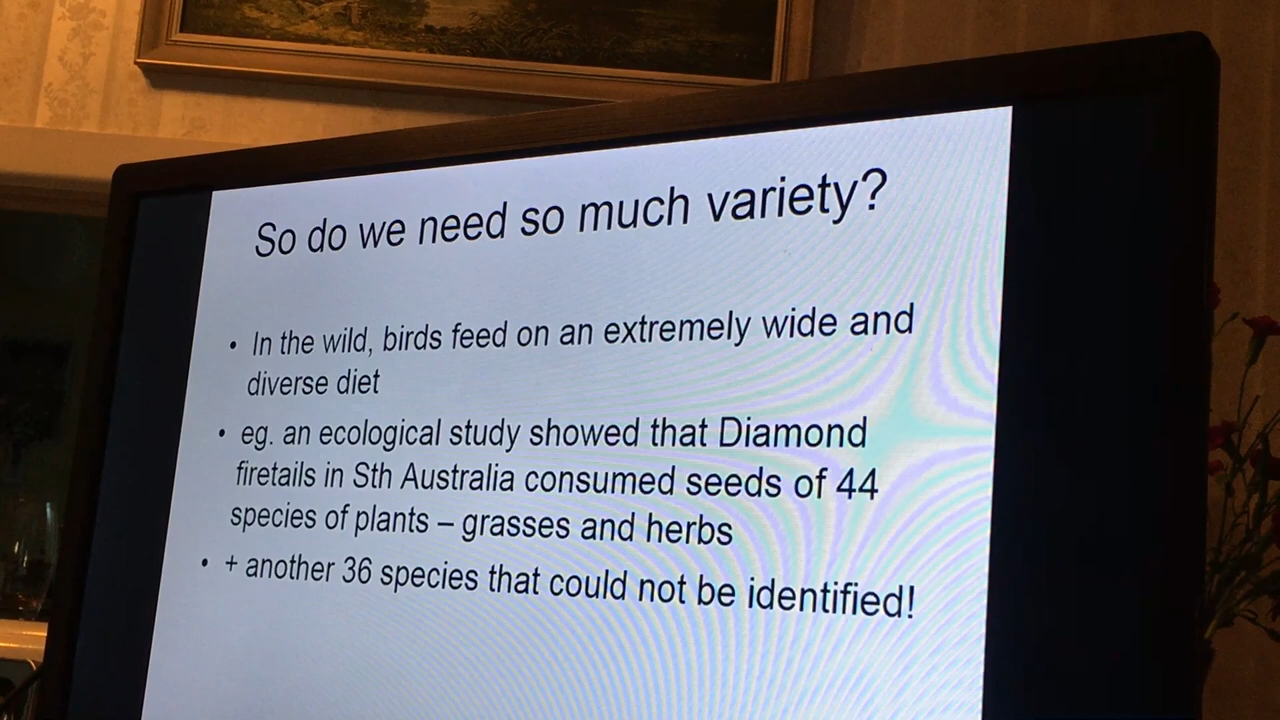 So do we need so much variety?
• In the wild, birds feed on an extremely wide and
diverse diet
• eg. an ecological study showed that Diamond
firetails in Sth Australia consumed seeds of 44
species of plants – grasses and herbs
• + another 36 species that could not be identified!